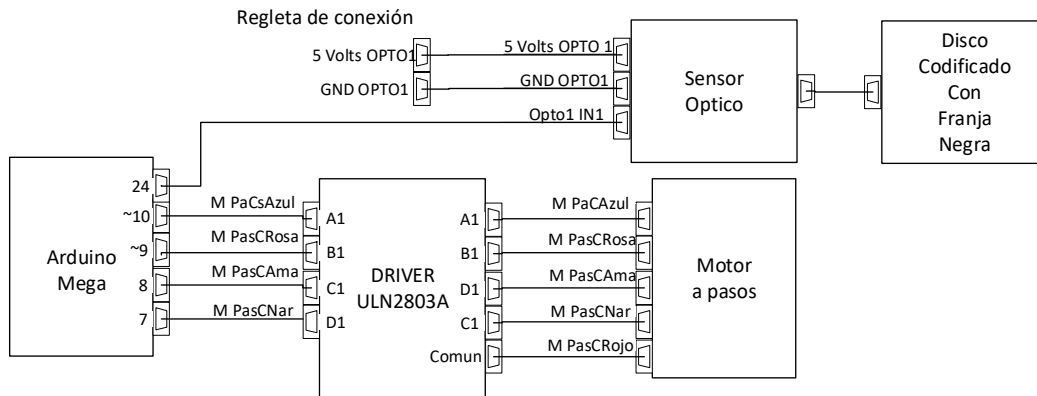 Regleta de conexión
5 Volts OPTO1
GND OPTO1
5 Volts OPTO 1
GND OPTO1
Opto1 IN1
Sensor
Optico
Disco
Codificado
Con
Franja
Negra
Arduino
Mega
24
~10
~9
8
7
M PaCsAzul
M PasCRosa
M PasCAma
M PasCNar
A1
B1
C1
D1
DRIVER
ULN2803A
A1
B1
D1
C1
Comun
M PaCAzul
M PasCRosa
M PasCAma
M PasCNar
M PasCRojo
Motor
a pasos